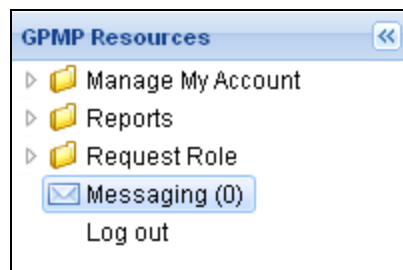 GPMP Resources
Manage My Account
Reports
Request Role
Messaging (0)
Log out